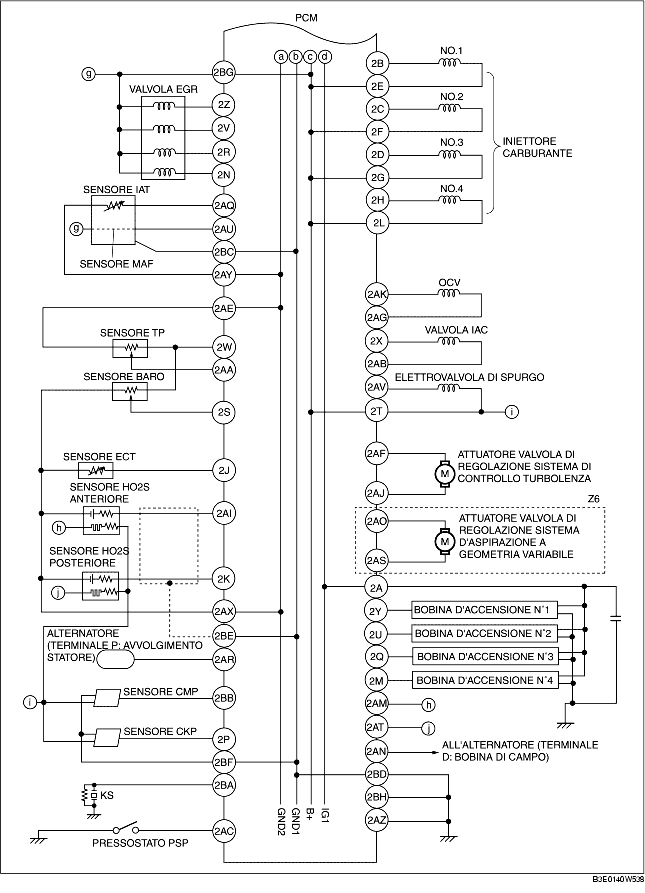 PCM
a b c d
g
2BG
VALVOLA EGR
2Z
2V
2R
2N
SENSORE IAT
2AQ
g
2AU
2BC
SENSORE MAF
2AY
2AE
SENSORE TP
2W
2AA
SENSORE BARO
2S
SENSORE ECT
2J
SENSORE HO2S
ANTERIORE
2AI
h
SENSORE HO2S
POSTERIORE
2K
j
2AX
ALTERNATORE
(TERMINALE P: AVVOLGIMENTO
STATORE)
2BE
2AR
SENSORE CMP
2BB
i
SENSORE CKP
2P
2BF
2BA
KS
2AC
PRESSOSTATO PSP
GND2
GND1
B+
IG1
2B
NO.1
2E
2C
NO.2
2F
INIETTORE
CARBURANTE
2D
NO.3
2G
2H
NO.4
2L
2AK
OCV
2AG
2X
VALVOLA IAC
2AB
2AV
ELETTROVALVOLA DI SPURGO
2T
i
2AF
M
ATTUATORE VALVOLA DI
REGOLAZIONE SISTEMA DI
CONTROLLO TURBOLENZA
2AJ
Z6
2AO
M
ATTUATORE VALVOLA DI
REGOLAZIONE SISTEMA
D'ASPIRAZIONE A
GEOMETRIA VARIABILE
2AS
2A
2Y
BOBINA D'ACCENSIONE N°1
2U
BOBINA D'ACCENSIONE N°2
2Q
BOBINA D'ACCENSIONE N°3
2M
BOBINA D'ACCENSIONE N°4
2AM
h
2AT
j
2AN
ALL'ALTERNATORE (TERMINALE
D: BOBINA DI CAMPO)
2BD
2BH
2AZ
B3E0140W538